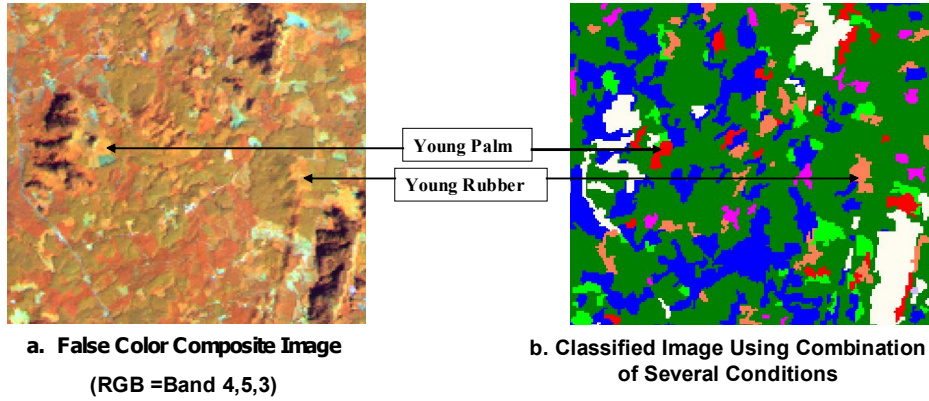 Young Palm
Young Rubber
a. False Color Composite Image
(RGB =Band 4,5,3)
b. Classified Image Using Combination
of Several Conditions